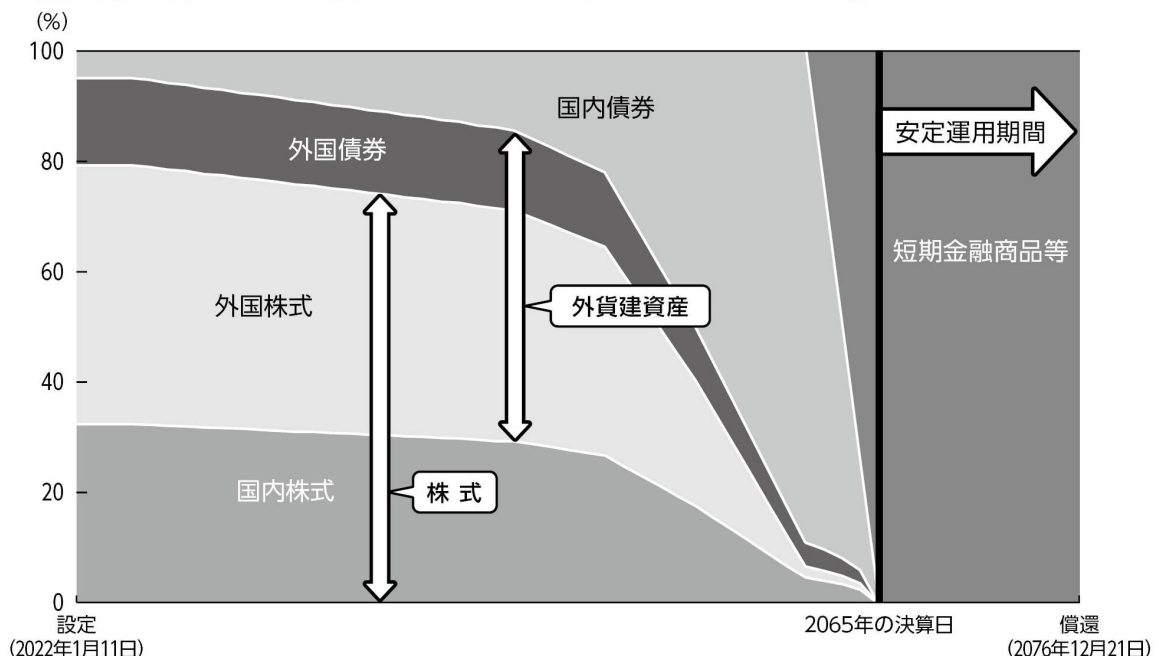 (%)
100
80
60
40
20
0
国内債券
外国債券
安定運用期間
短期金融商品等
外国株式
外貨建資産
国内株式
株 式
設定
(2022年1月11日)
2065年の決算日
償還
(2076年12月21日)